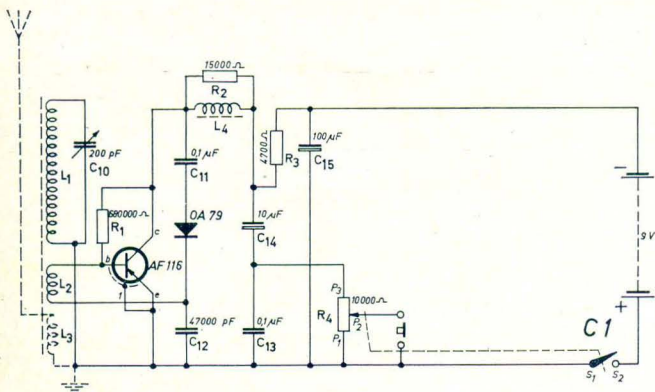 15000 Ω
R2
L4
0,1 µF
C11
4700 Ω
R3
100 µF
C15
−
L1
200 pF
C10
680000 Ω
R1
c
OA 79
10 µF
C14
9 V
b
AF 116
L2
1
e
P3
10000 Ω
R4
P2
P1
+
C1
47000 pF
C12
0,1 µF
C13
L3
S1
S2